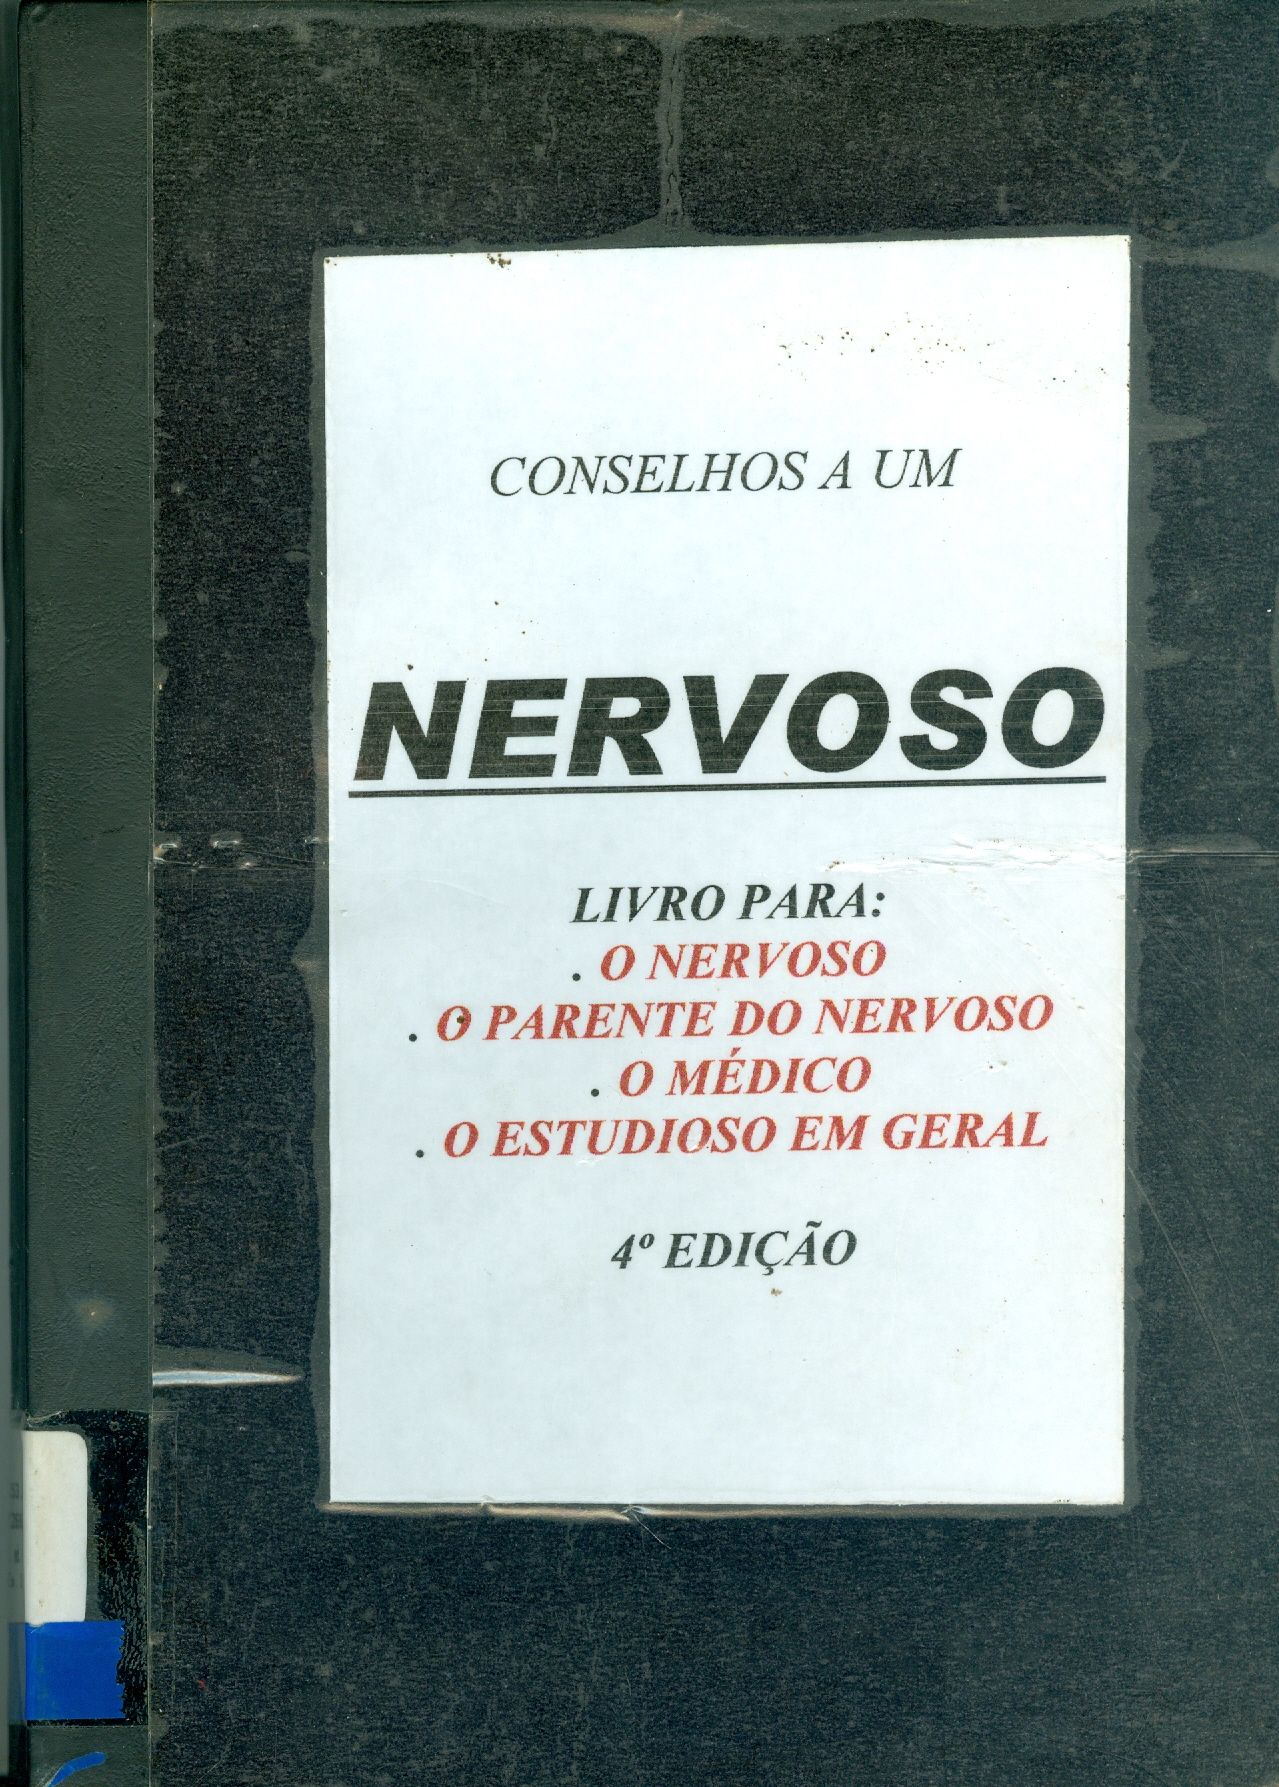 CONSELHOS A UM
NERVOSO
LIVRO PARA:
. O NERVOSO
. O PARENTE DO NERVOSO
. O MÉDICO
. O ESTUDIOSO EM GERAL
4º EDIÇÃO